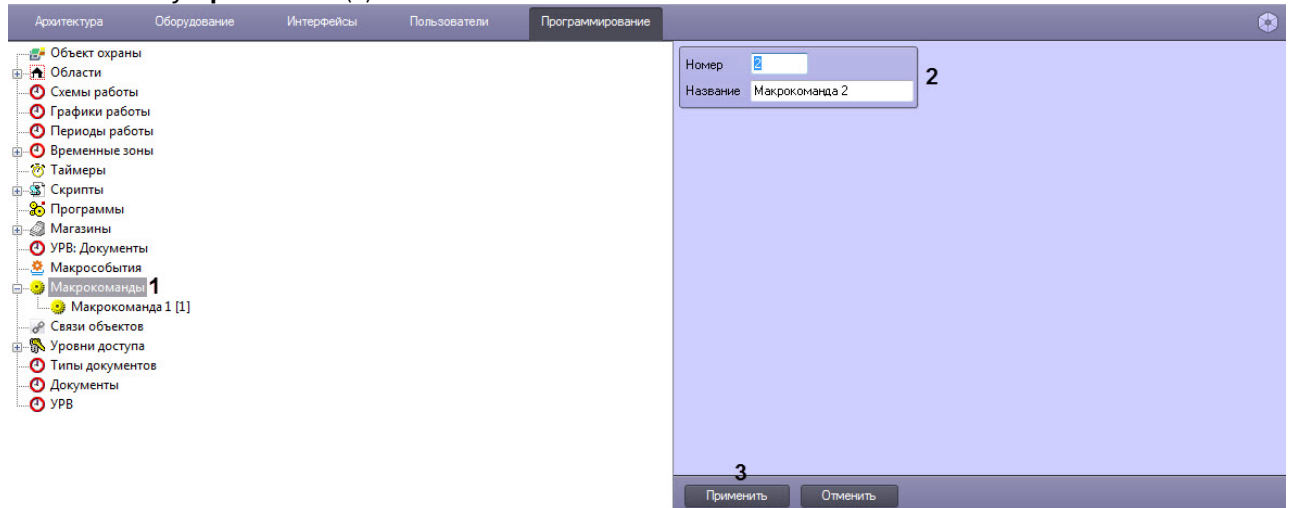 Архитектура Оборудование Интерфейсы Пользователи Программирование
Объект охраны
Области
Схемы работы
Графики работы
Периоды работы
Временные зоны
Таймеры
Скрипты
Программы
Магазины
УРВ: Документы
Макрособытия
Макрокоманды 1
Макрокоманда 1 [1]
Связи объектов
Уровни доступа
Типы документов
Документы
УРВ
Номер 2
Название Макрокоманда 2
2
3
Применить Отменить